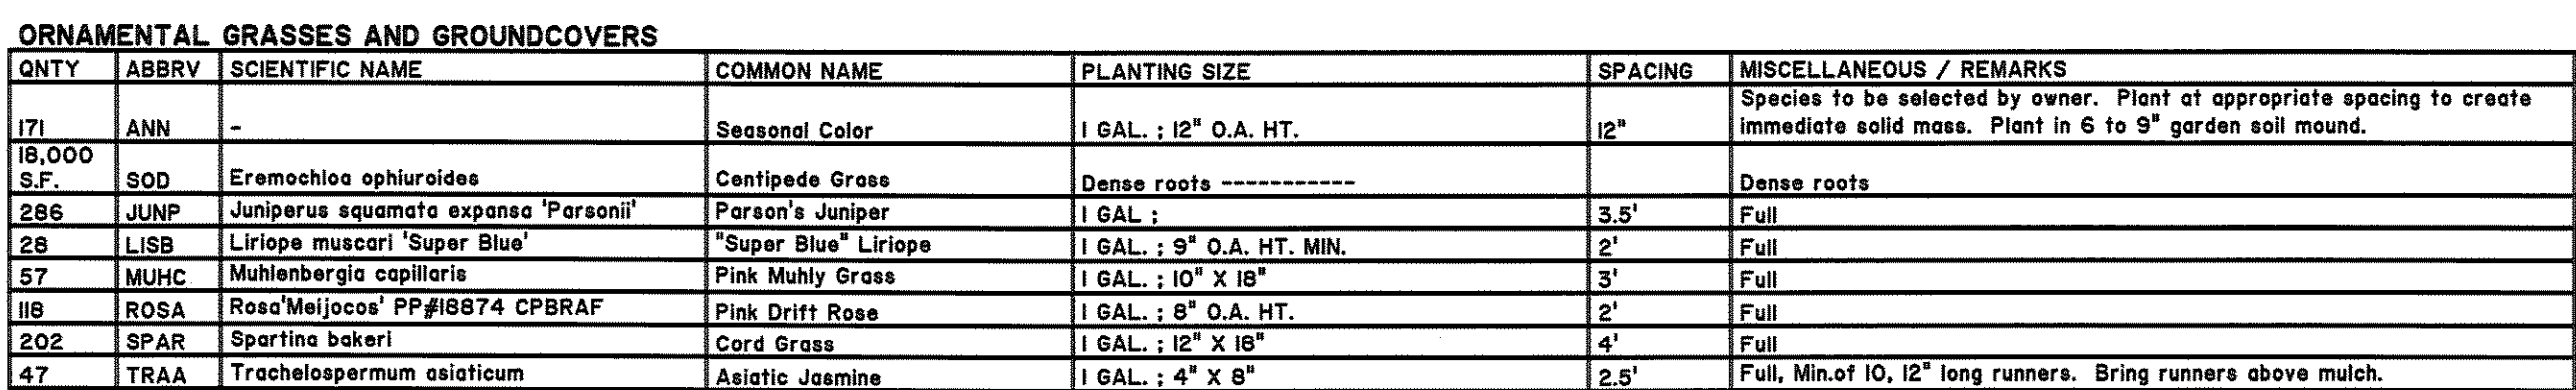 ORNAMENTAL GRASSES AND GROUNDCOVERS
QNTY ABBRV SCIENTIFIC NAME COMMON NAME PLANTING SIZE SPACING MISCELLANEOUS / REMARKS
171 ANN - Seasonal Color 1 GAL. ; 12" O.A. HT. 12" Species to be selected by owner. Plant at appropriate spacing to create
immediate solid mass. Plant in 6 to 9" garden soil mound.
18,000
S.F. SOD Eremochloa ophiuroides Centipede Grass Dense roots ----------- Dense roots
286 JUNP Juniperus squamata expansa 'Parsonii' Parson's Juniper 1 GAL ; 3.5' Full
28 LISB Liriope muscari 'Super Blue' "Super Blue" Liriope 1 GAL. ; 9" O.A. HT. MIN. 2' Full
57 MUHC Muhlenbergia capillaris Pink Muhly Grass 1 GAL. ; 10" X 18" 3' Full
118 ROSA Rosa'Meijocos' PP#18874 CPBRAF Pink Drift Rose 1 GAL. ; 8" O.A. HT. 2' Full
202 SPAR Spartina bakeri Cord Grass 1 GAL. ; 12" X 18" 4' Full
47 TRAA Trachelospermum asiaticum Asiatic Jasmine 1 GAL. ; 4" X 8" 2.5' Full, Min.of 10, 12" long runners. Bring runners above mulch.